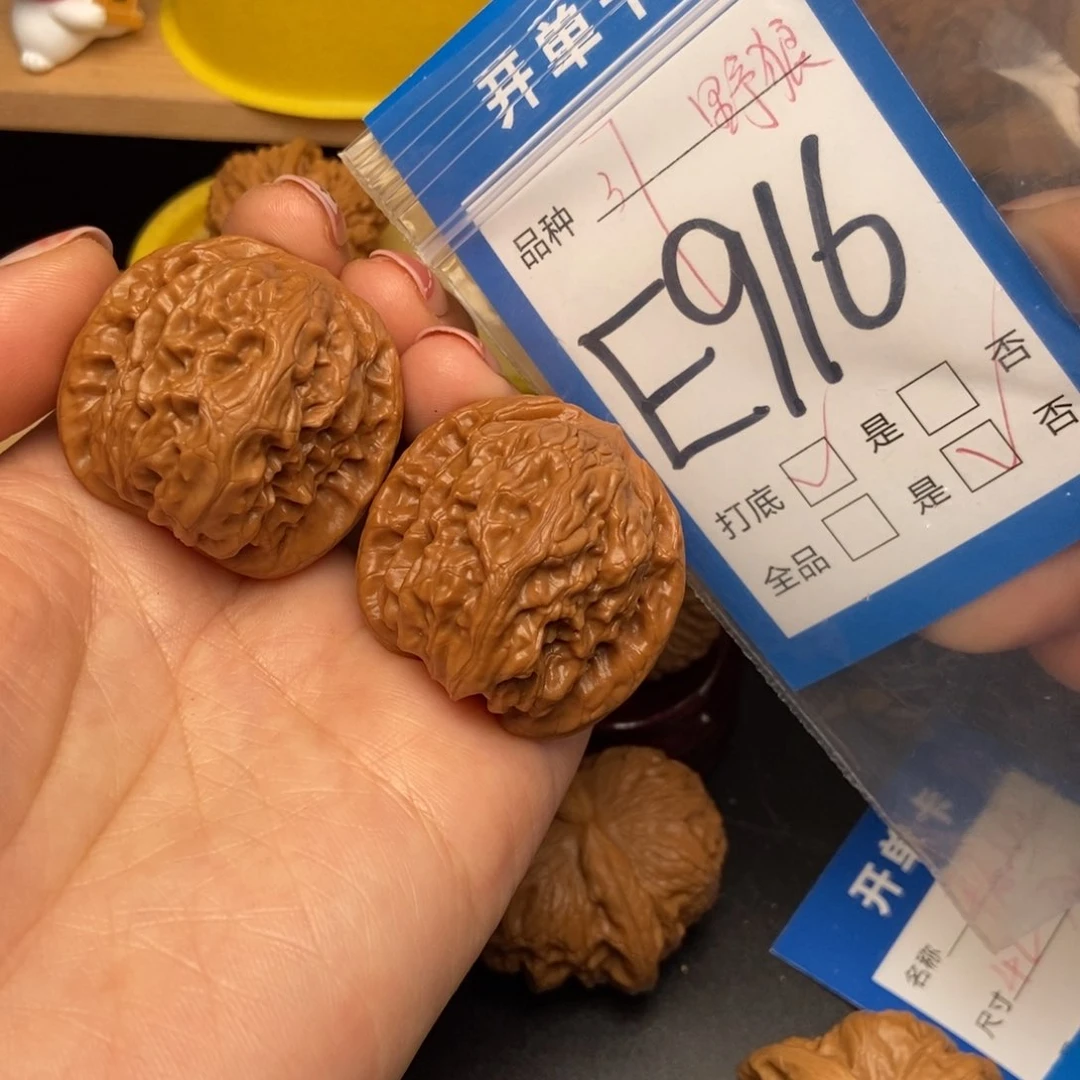 开单卡
野狼
品种
E916
打底 是 否
全品 是 否
开单卡
名称
尺寸